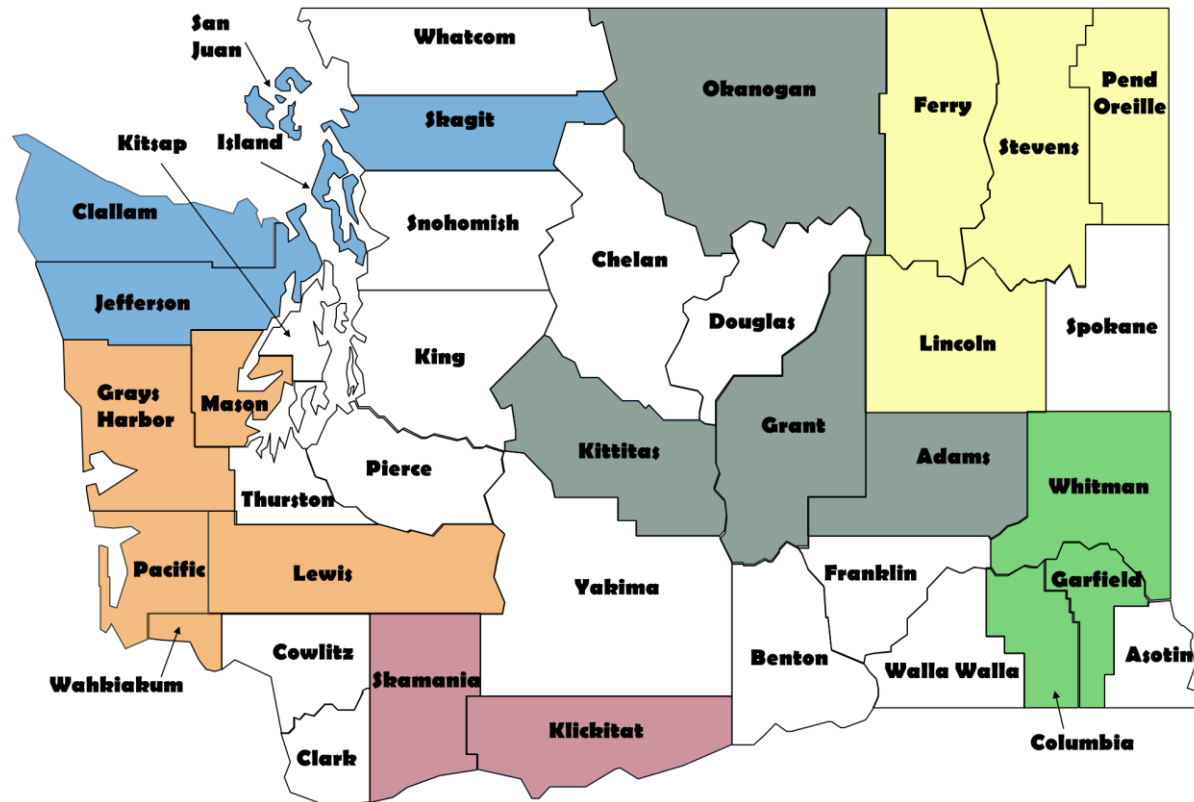 San
Juan
Whatcom
Okanogan
Ferry
Pend
Oreille
Skagit
Kitsap
Island
Stevens
Clallam
Snohomish
Chelan
Jefferson
Douglas
Spokane
King
Lincoln
Grays
Harbor
Mason
Grant
Kittitas
Adams
Pierce
Whitman
Thurston
Pacific
Lewis
Yakima
Franklin
Garfield
Cowlitz
Benton
Walla Walla
Asotin
Wahkiakum
Skamania
Klickitat
Columbia
Clark